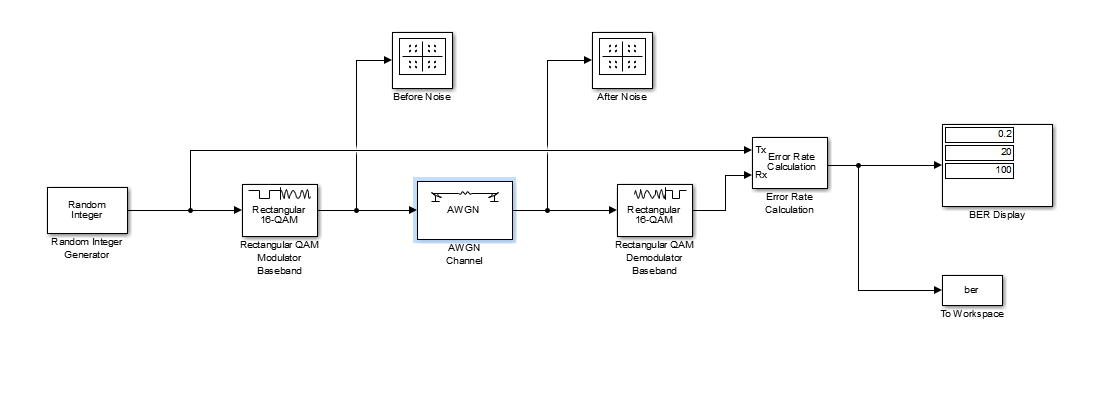 Before Noise
After Noise
Random
Integer
Random Integer
Generator
Rectangular
16-QAM
Rectangular QAM
Modulator
Baseband
AWGN
AWGN
Channel
Rectangular
16-QAM
Rectangular QAM
Demodulator
Baseband
Tx
Error Rate
Calculation
Rx
Error Rate
Calculation
0.2
20
100
BER Display
ber
To Workspace